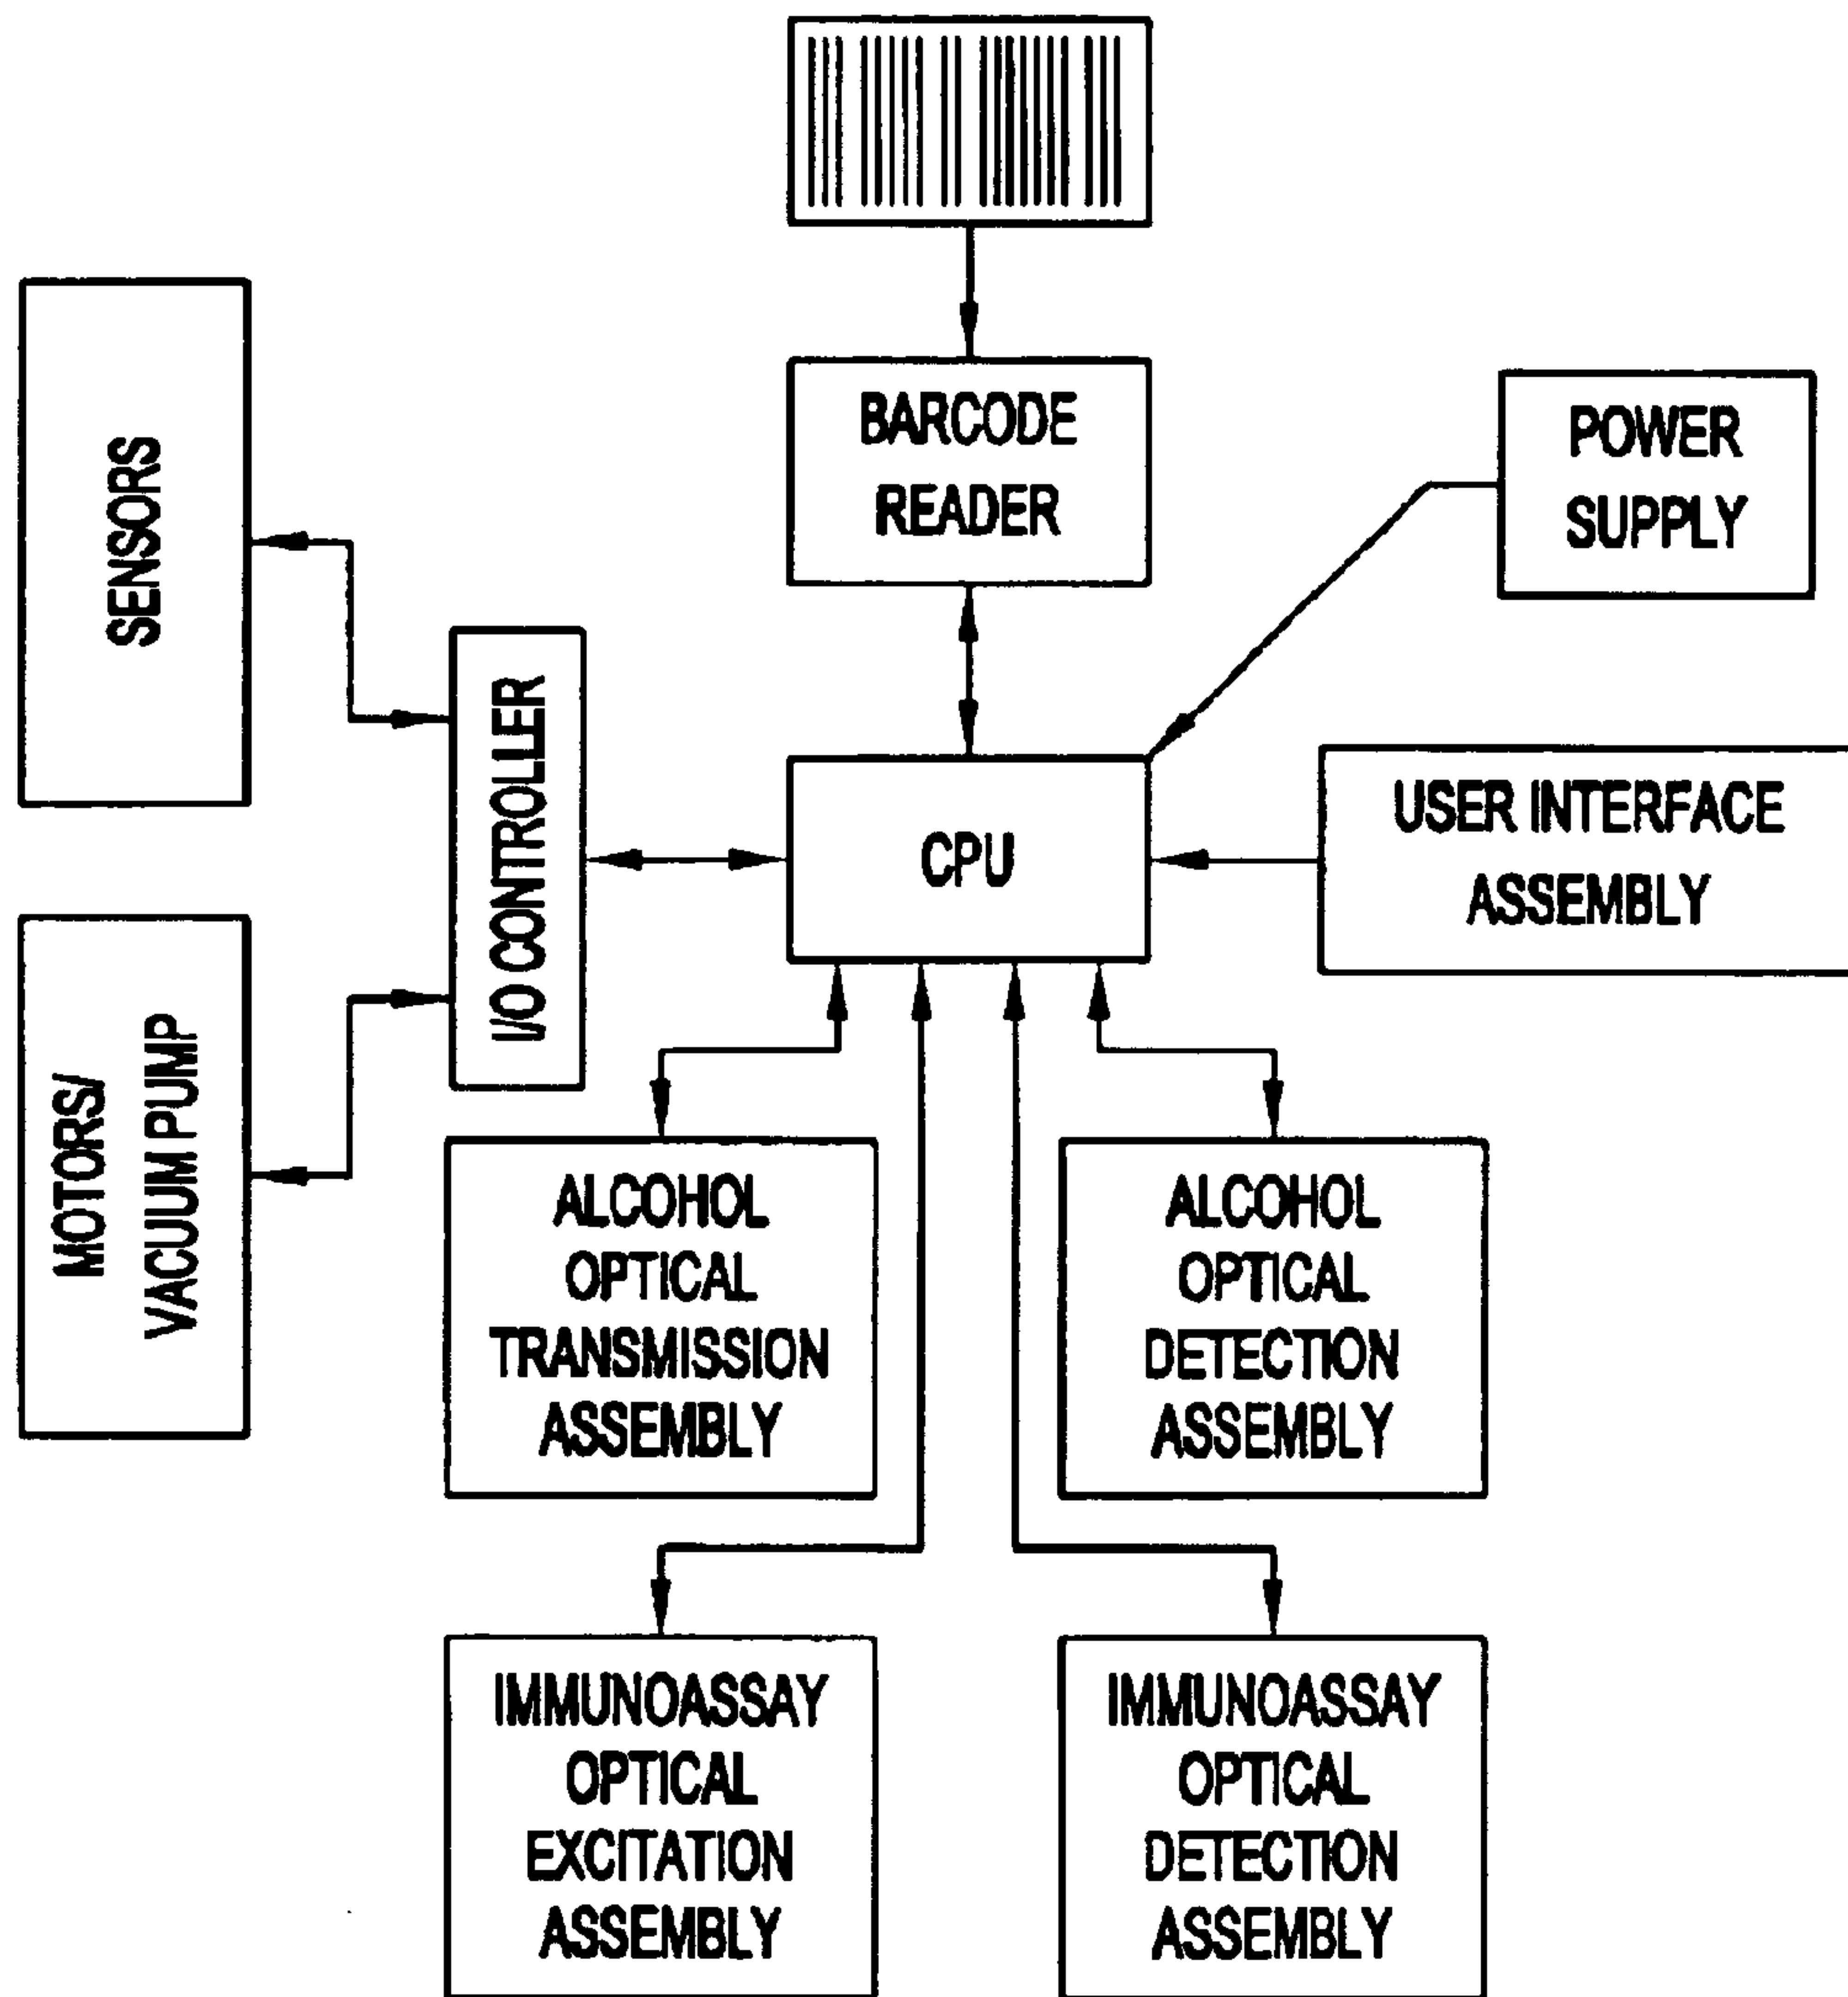 BARCODE
READER
POWER
SUPPLY
SENSORS
I/O CONTROLLER
CPU
USER INTERFACE
ASSEMBLY
MOTORS/
VACUUM PUMP
ALCOHOL
OPTICAL
TRANSMISSION
ASSEMBLY
ALCOHOL
OPTICAL
DETECTION
ASSEMBLY
IMMUNOASSAY
OPTICAL
EXCITATION
ASSEMBLY
IMMUNOASSAY
OPTICAL
DETECTION
ASSEMBLY